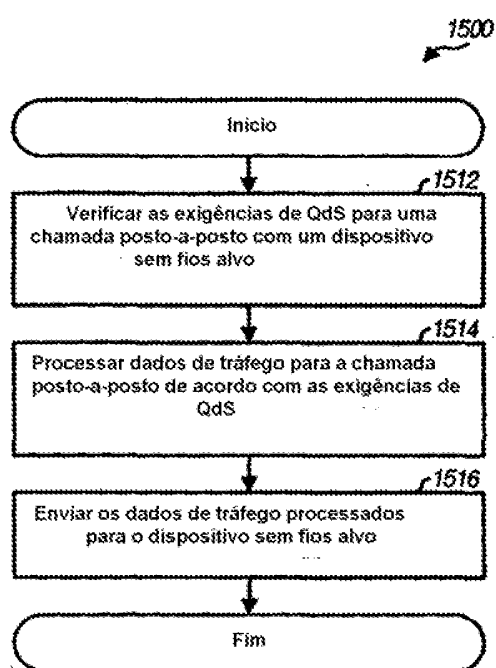 1500
Início
1512
Verificar as exigências de QdS para uma
chamada posto-a-posto com um dispositivo
sem fios alvo
1514
Processar dados de tráfego para a chamada
posto-a-posto de acordo com as exigências de
QdS
1516
Enviar os dados de tráfego processados
para o dispositivo sem fios alvo
Fim